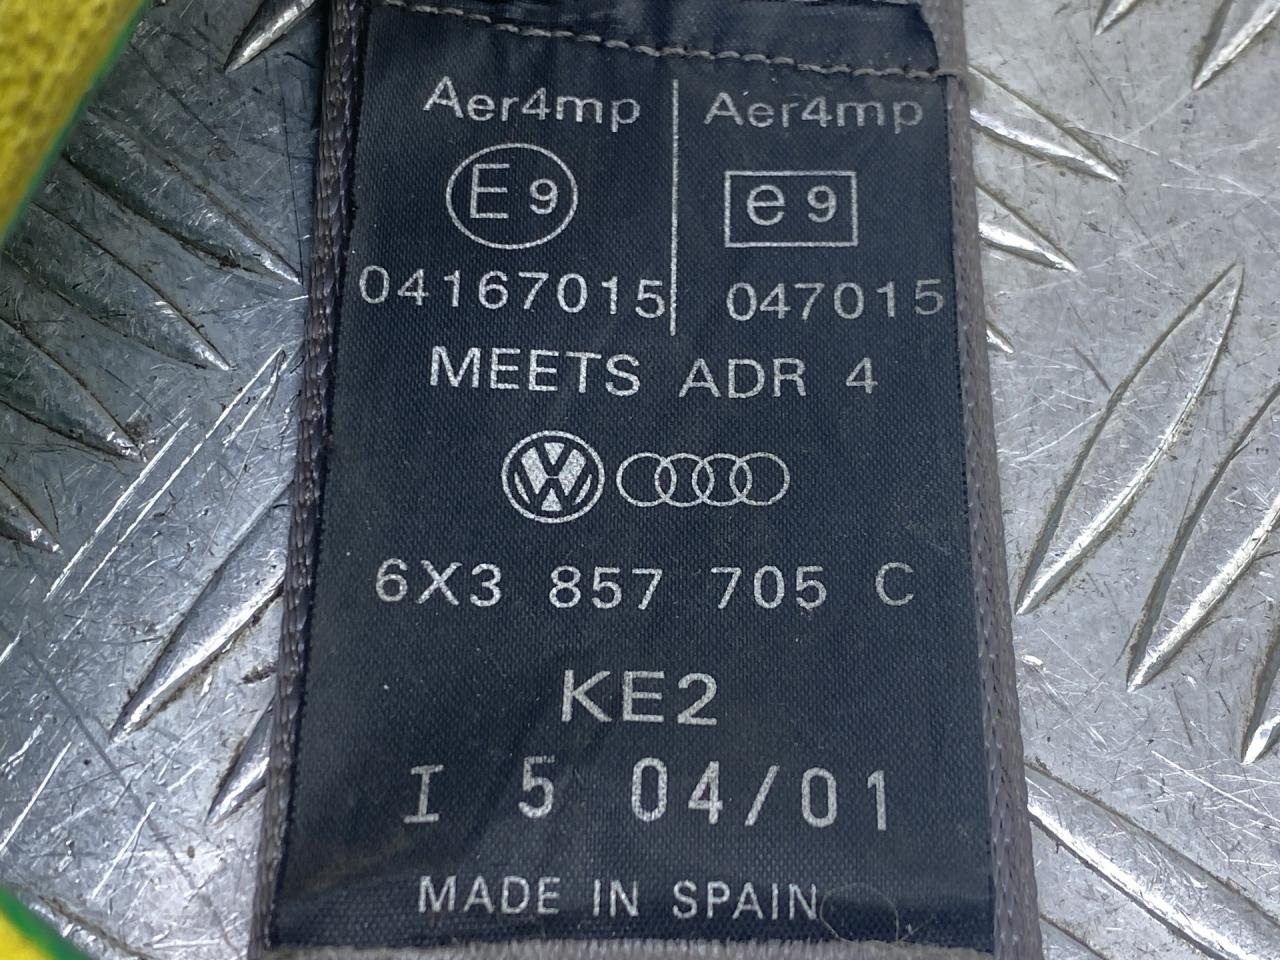 Aer4mp Aer4mp
E 9 e 9
04167015 047015
MEETS ADR 4
VW
6X3 857 705 C
KE2
I 5 04/01
MADE IN SPAIN